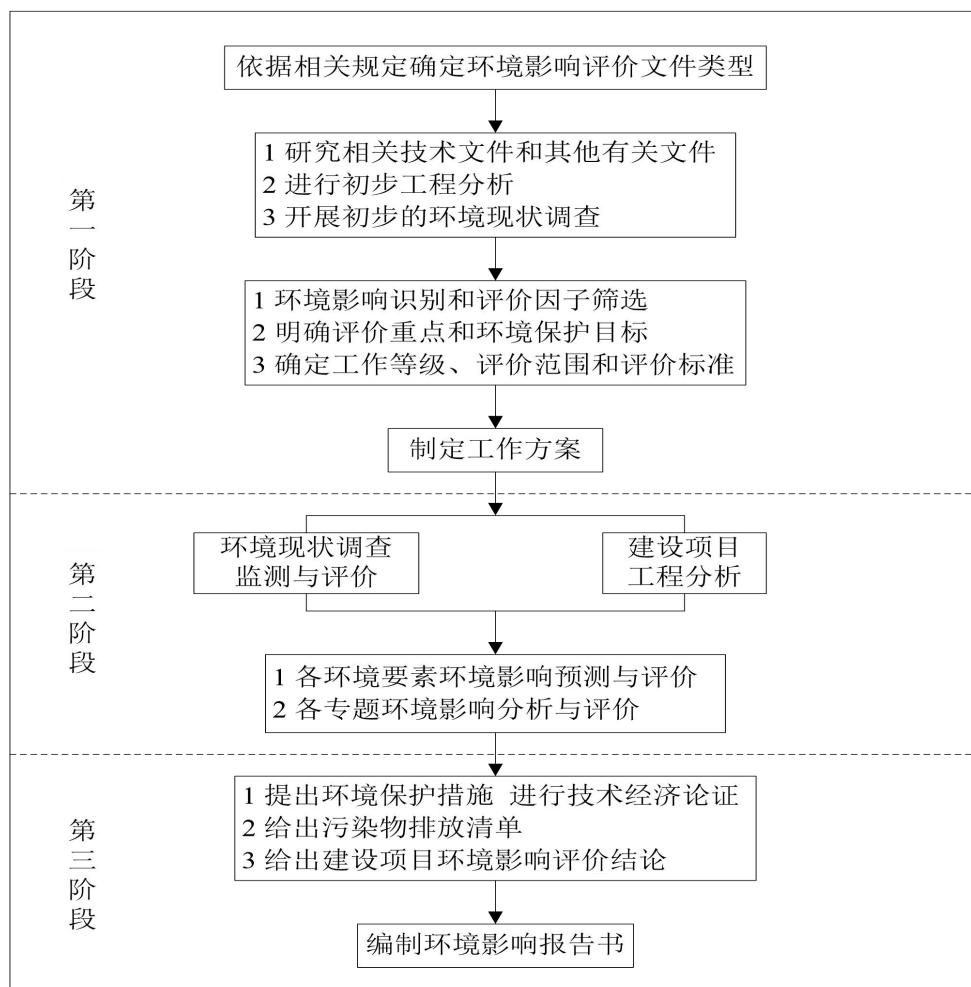 依据相关规定确定环境影响评价文件类型
1 研究相关技术文件和其他有关文件
2 进行初步工程分析
3 开展初步的环境现状调查
第一阶段
1 环境影响识别和评价因子筛选
2 明确评价重点和环境保护目标
3 确定工作等级、评价范围和评价标准
制定工作方案
第二阶段
环境现状调查
监测与评价
建设项目
工程分析
1 各环境要素环境影响预测与评价
2 各专题环境影响分析与评价
第三阶段
1 提出环境保护措施 进行技术经济论证
2 给出污染物排放清单
3 给出建设项目环境影响评价结论
编制环境影响报告书